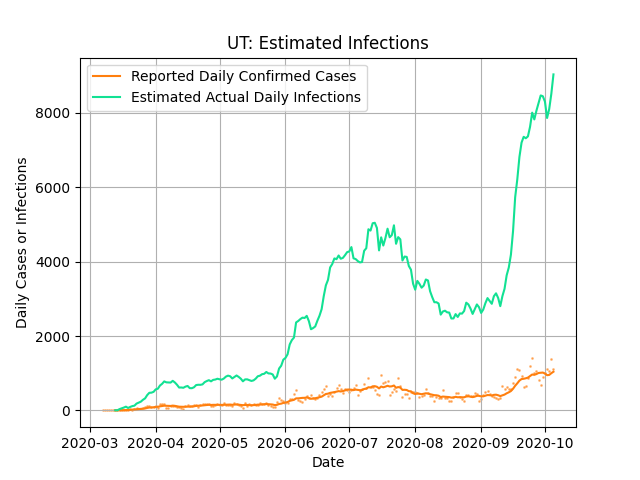 UT: Estimated Infections
Reported Daily Confirmed Cases
Estimated Actual Daily Infections
Daily Cases or Infections
8000
6000
4000
2000
0
2020-03 2020-04 2020-05 2020-06 2020-07 2020-08 2020-09 2020-10
Date